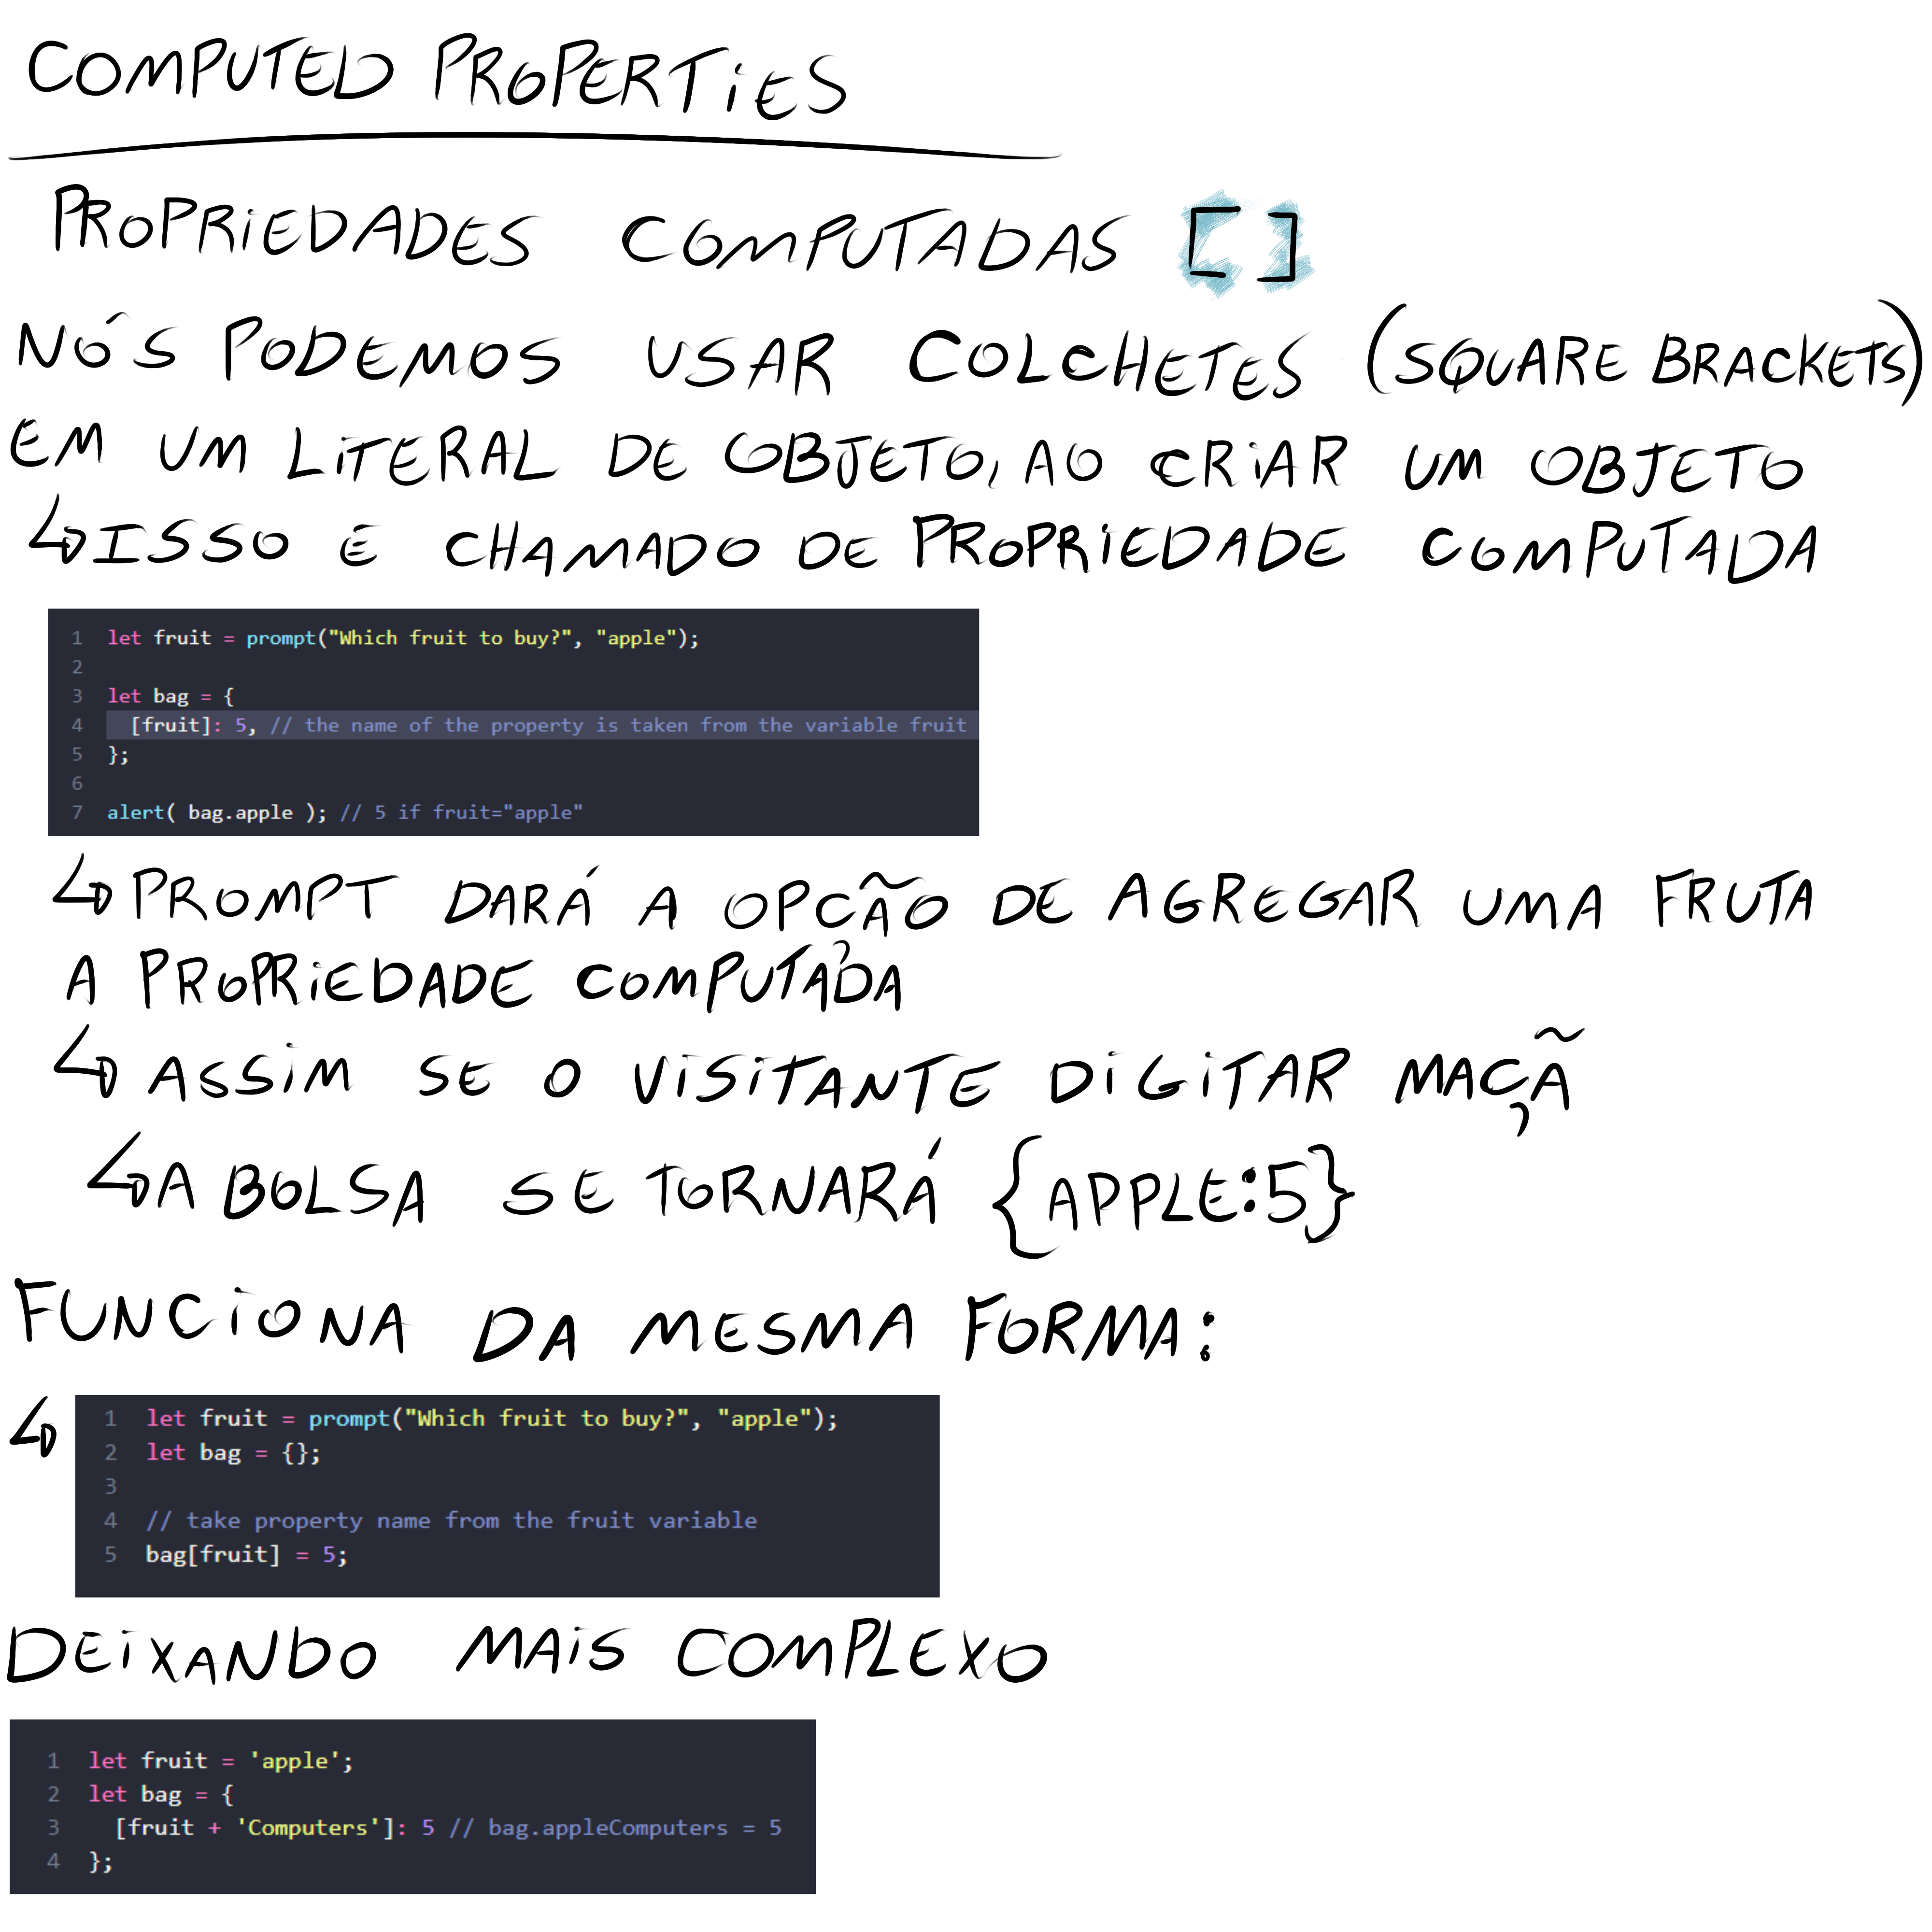 COMPUTED PROPERTIES
PROPRIEDADES COMPUTADAS []
NÓS PODEMOS USAR COLCHETES (SQUARE BRACKETS)
EM UM LITERAL DE OBJETO, AO CRIAR UM OBJETO
↳ISSO É CHAMADO DE PROPRIEDADE COMPUTADA
1 let fruit = prompt("Which fruit to buy?", "apple");
2
3 let bag = {
4   [fruit]: 5, // the name of the property is taken from the variable fruit
5 };
6
7 alert( bag.apple ); // 5 if fruit="apple"
↳PROMPT DARÁ A OPÇÃO DE AGREGAR UMA FRUTA
A PROPRIEDADE COMPUTADA
↳ASSIM SE O VISITANTE DIGITAR MAÇÃ
↳A BOLSA SE TORNARÁ {APPLE:5}
FUNCIONA DA MESMA FORMA:
↳
1 let fruit = prompt("Which fruit to buy?", "apple");
2 let bag = {};
3
4 // take property name from the fruit variable
5 bag[fruit] = 5;
DEIXANDO MAIS COMPLEXO
1 let fruit = 'apple';
2 let bag = {
3   [fruit + 'Computers']: 5 // bag.appleComputers = 5
4 };